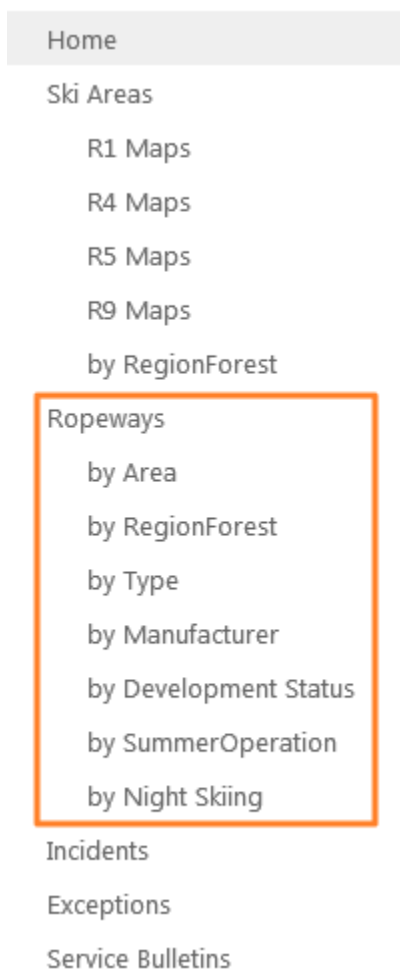 Home
Ski Areas
R1 Maps
R4 Maps
R5 Maps
R9 Maps
by RegionForest
Ropeways
by Area
by RegionForest
by Type
by Manufacturer
by Development Status
by SummerOperation
by Night Skiing
Incidents
Exceptions
Service Bulletins